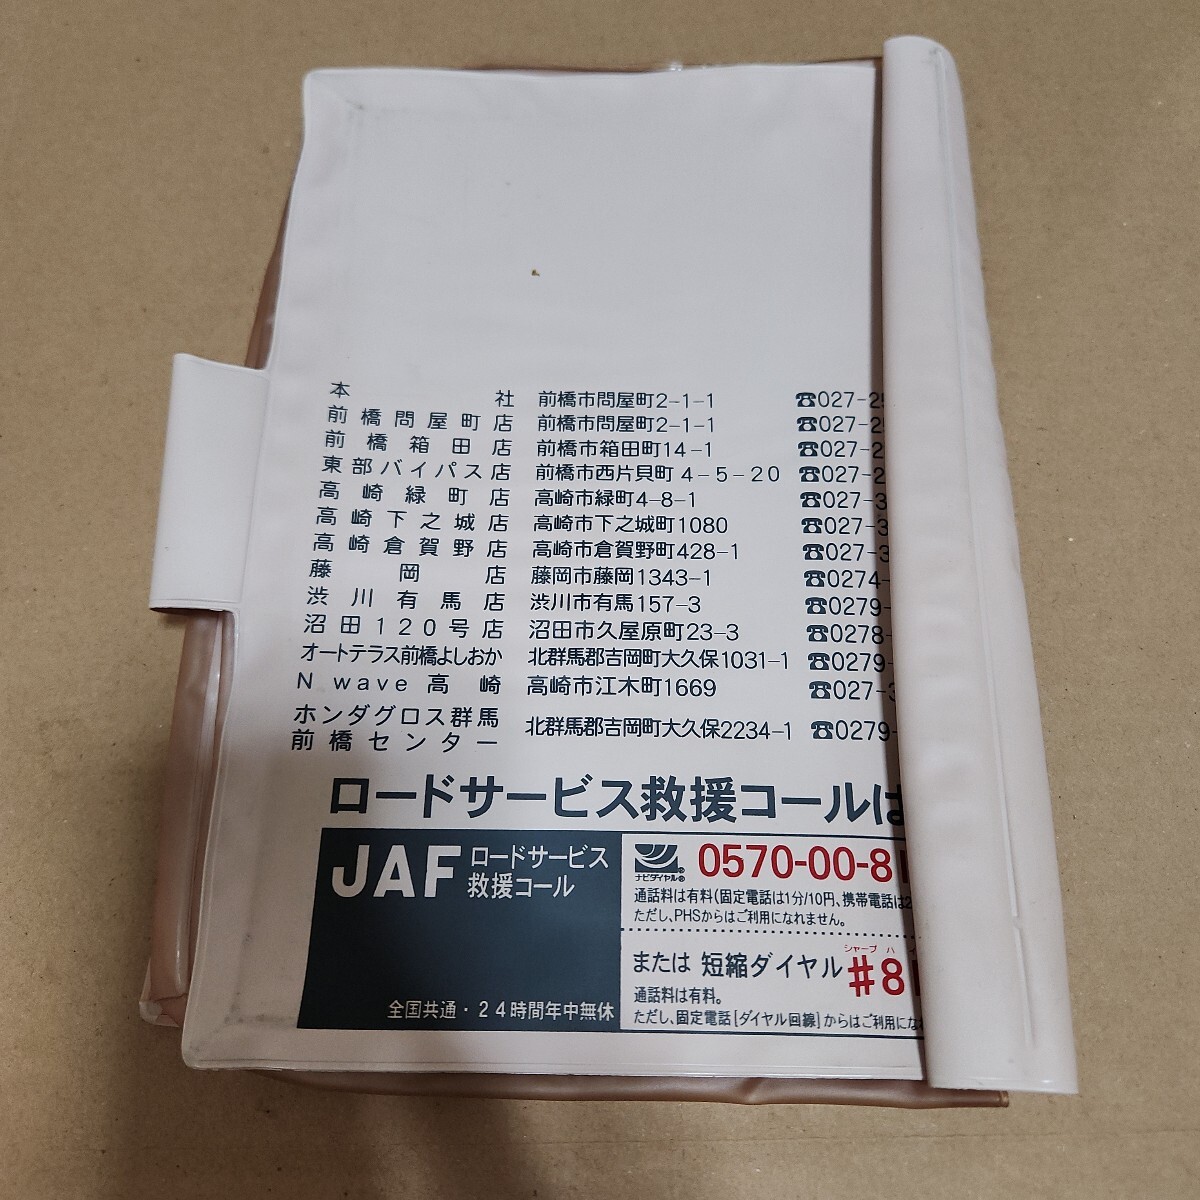 本社 前橋市問屋町2-1-1 ☎027-25
前橋問屋町店 前橋市問屋町2-1-1 ☎027-25
前橋箱田店 前橋市箱田町14-1 ☎027-25
東部バイパス店 前橋市西片貝町4-5-20 ☎027-2
高崎緑町店 高崎市緑町4-8-1 ☎027-3
高崎下之城店 高崎市下之城町1080 ☎027-3
高崎倉賀野店 高崎市倉賀野町428-1 ☎027-3
藤岡店 藤岡市藤岡1343-1 ☎0274-
渋川有馬店 渋川市有馬157-3 ☎0279-
沼田120号店 沼田市久屋原町23-3 ☎0278-
オートテラス前橋よしおか 北群馬郡吉岡町大久保1031-1 ☎0279-
N wave 高崎 高崎市江木町1669 ☎027-3
ホンダグロス群馬
前橋センター 北群馬郡吉岡町大久保2234-1 ☎0279-
ロードサービス救援コールは
JAF ロードサービス
救援コール
全国共通・24時間年中無休
ナビダイヤル® 0570-00-81
通話料は有料(固定電話は1分/10円、携帯電話は2
ただし、PHSからはご利用になれません。
シャープ ハ
または 短縮ダイヤル #8
通話料は有料。
ただし、固定電話[ダイヤル回線]からはご利用にな